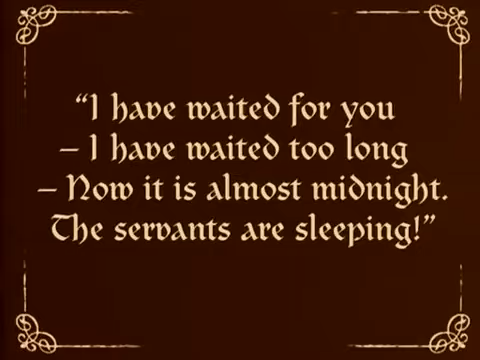 “I have waited for you
– I have waited too long
– Now it is almost midnight.
The servants are sleeping!”